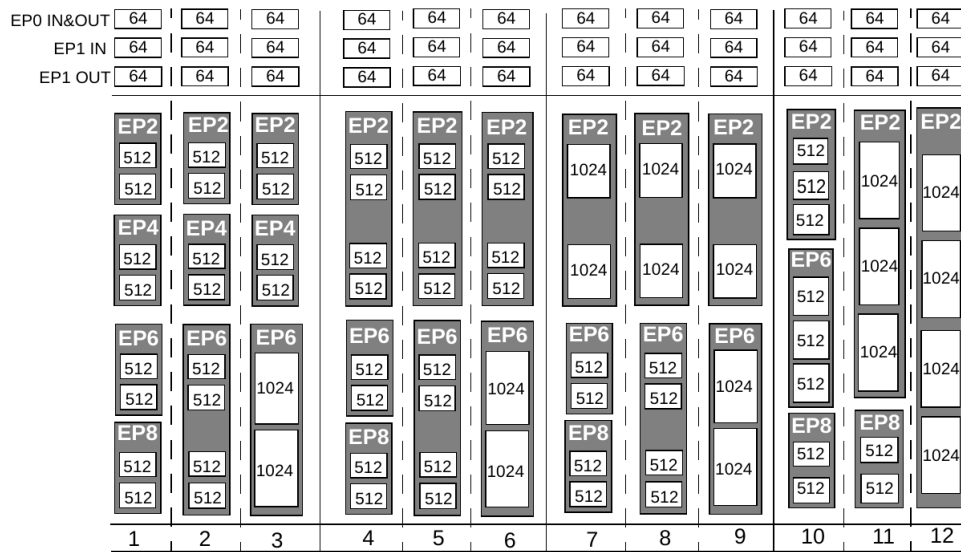 EP0 IN&OUT 64 64 64 64 64 64 64 64 64 64 64 64
EP1 IN 64 64 64 64 64 64 64 64 64 64 64 64
EP1 OUT 64 64 64 64 64 64 64 64 64 64 64 64
EP2 EP2 EP2 EP2 EP2 EP2 EP2 EP2 EP2 EP2 EP2 EP2
512 512 512 512 512 512 1024 1024 1024 512 1024 1024
512 512 512 512 512 512 512 512
EP4 EP4 EP4
512 512 512 512 512 512 1024 1024 1024 EP6 1024 1024
512 512 512 512 512 512 512
EP6 EP6 EP6 EP6 EP6 EP6 EP6 EP6 EP6 512 1024 1024
512 512 1024 512 512 1024 512 512 1024 512
512 512 512 512 512 512
EP8 EP8 EP8 EP8 EP8
512 512 1024 512 512 1024 512 512 1024 512 512 1024
512 512 512 512 512 512 512 512
1 2 3 4 5 6 7 8 9 10 11 12